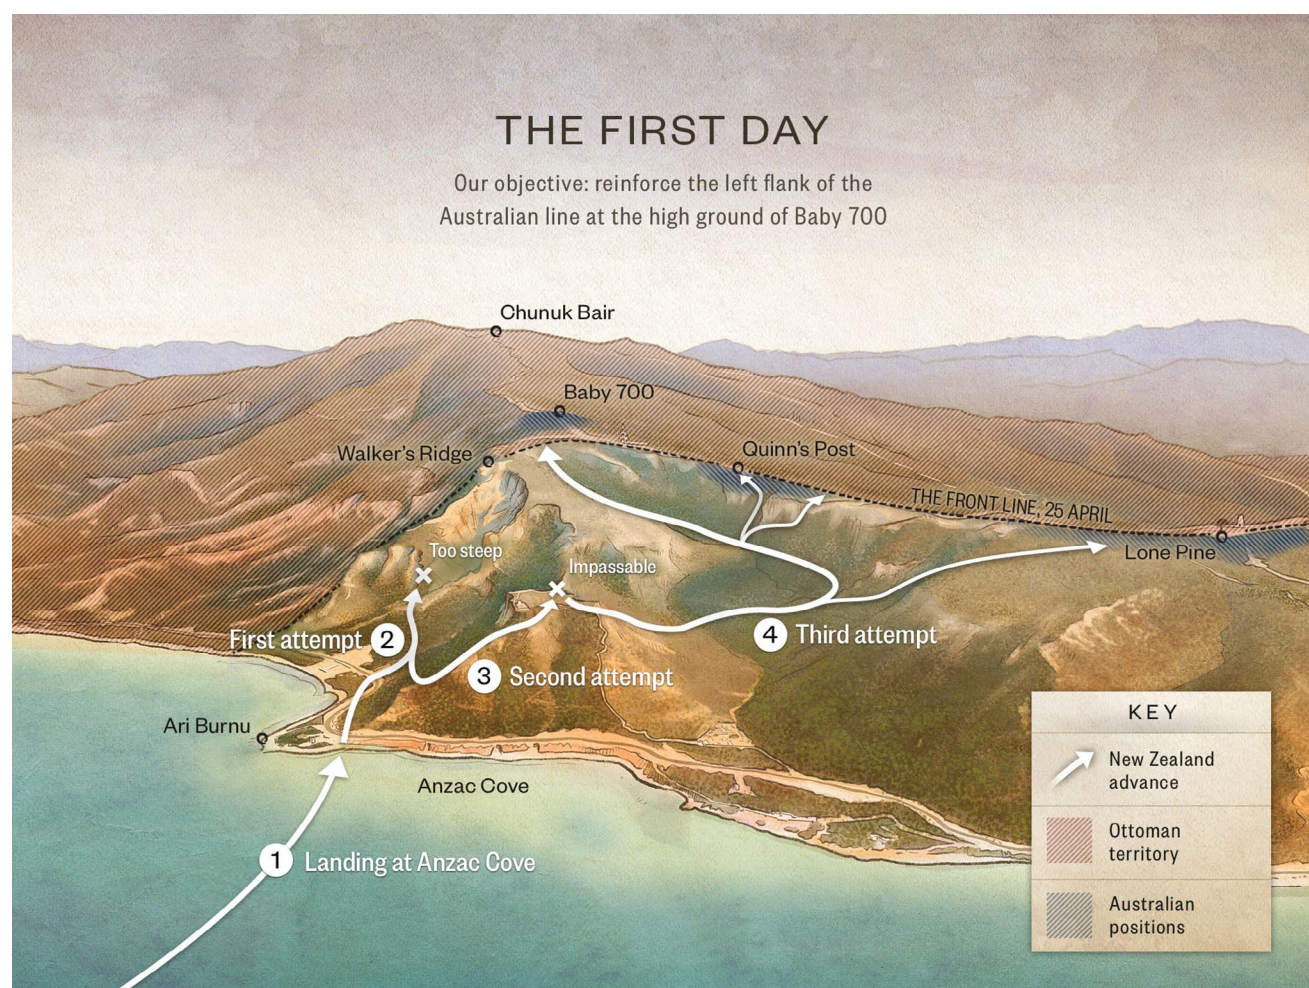 THE FIRST DAY
Our objective: reinforce the left flank of the
Australian line at the high ground of Baby 700
Chunuk Bair
Baby 700
Walker's Ridge
Quinn's Post
THE FRONT LINE, 25 APRIL
Lone Pine
Too steep
Impassable
First attempt 2
4 Third attempt
3 Second attempt
Ari Burnu
Anzac Cove
1 Landing at Anzac Cove
KEY
New Zealand
advance
Ottoman
territory
Australian
positions